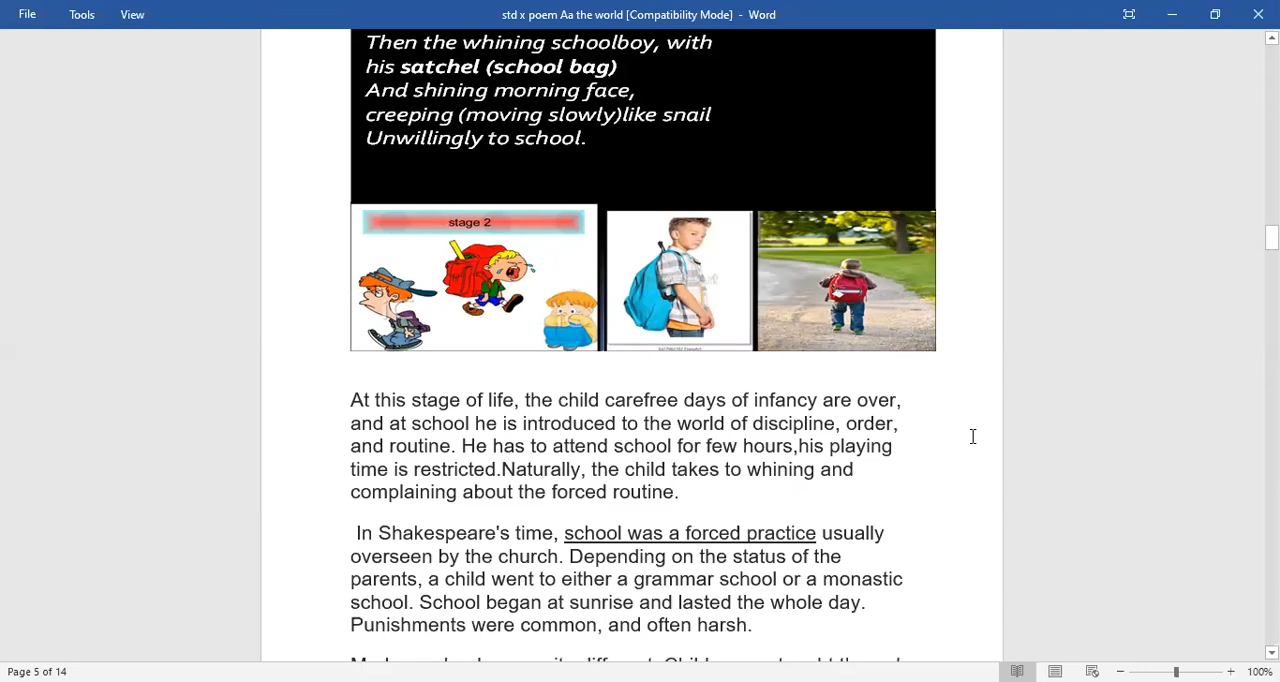 File Tools View std x poem Aa the world [Compatibility Mode] - Word
Then the whining schoolboy, with
his satchel (school bag)
And shining morning face,
creeping (moving slowly)like snail
Unwillingly to school.
stage 2
At this stage of life, the child carefree days of infancy are over,
and at school he is introduced to the world of discipline, order,
and routine. He has to attend school for few hours,his playing
time is restricted.Naturally, the child takes to whining and
complaining about the forced routine.
In Shakespeare's time, school was a forced practice usually
overseen by the church. Depending on the status of the
parents, a child went to either a grammar school or a monastic
school. School began at sunrise and lasted the whole day.
Punishments were common, and often harsh.
Page 5 of 14
100%